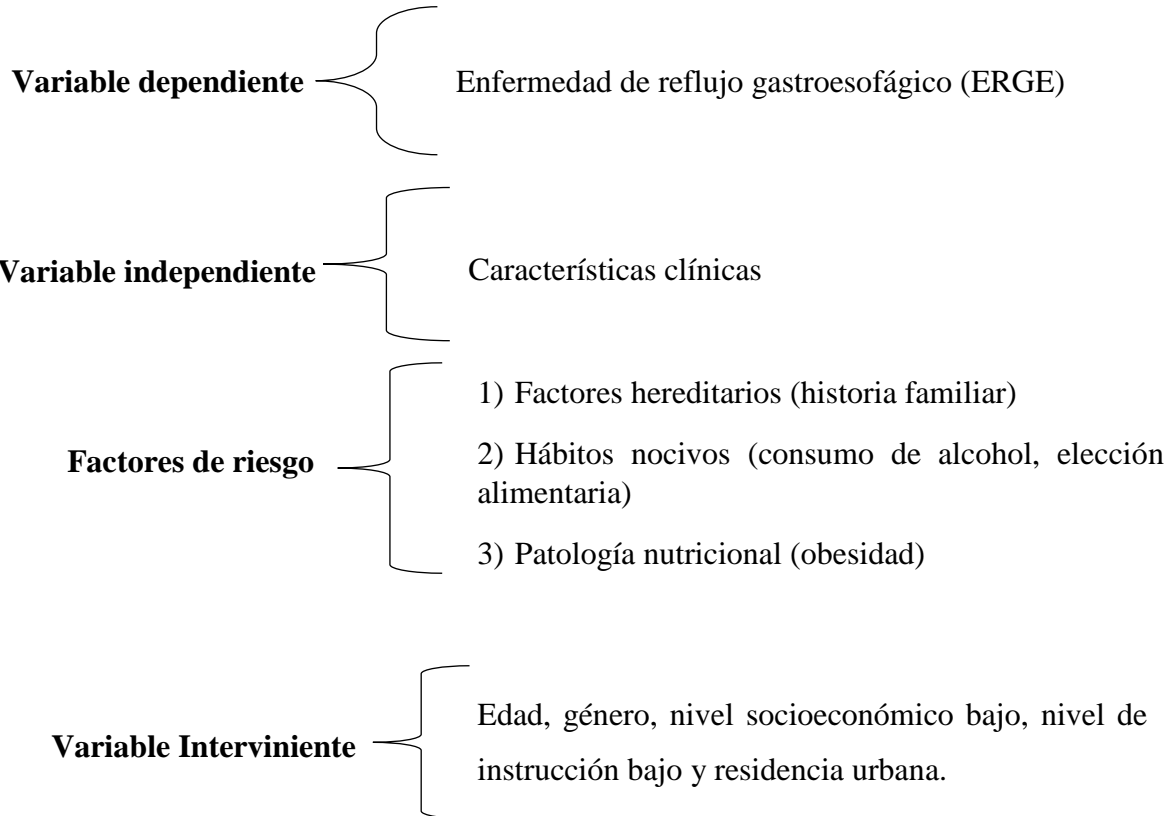 Variable dependiente
Enfermedad de reflujo gastroesofágico (ERGE)
Variable independiente
Características clínicas
Factores de riesgo
1) Factores hereditarios (historia familiar)
2) Hábitos nocivos (consumo de alcohol, elección
alimentaria)
3) Patología nutricional (obesidad)
Variable Interviniente
Edad, género, nivel socioeconómico bajo, nivel de
instrucción bajo y residencia urbana.